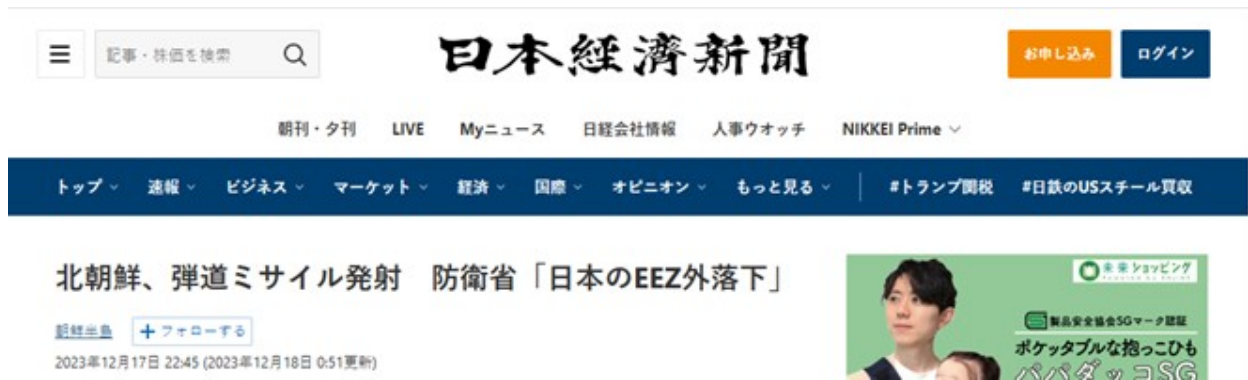 記事・株価を検索
日本経済新聞
お申し込み
ログイン
朝刊・夕刊 LIVE Myニュース 日経会社情報 人事ウオッチ NIKKEI Prime
トップ 速報 ビジネス マーケット 経済 国際 オピニオン もっと見る #トランプ関税 #日鉄のUSスチール買収
北朝鮮、弾道ミサイル発射 防衛省「日本のEEZ外落下」
朝鮮半島 +フォローする
2023年12月17日 22:45 (2023年12月18日 0:51更新)
未来ショッピング
製品安全協会SGマーク認証
ポケッタブルな抱っこひも
パパダッコSG